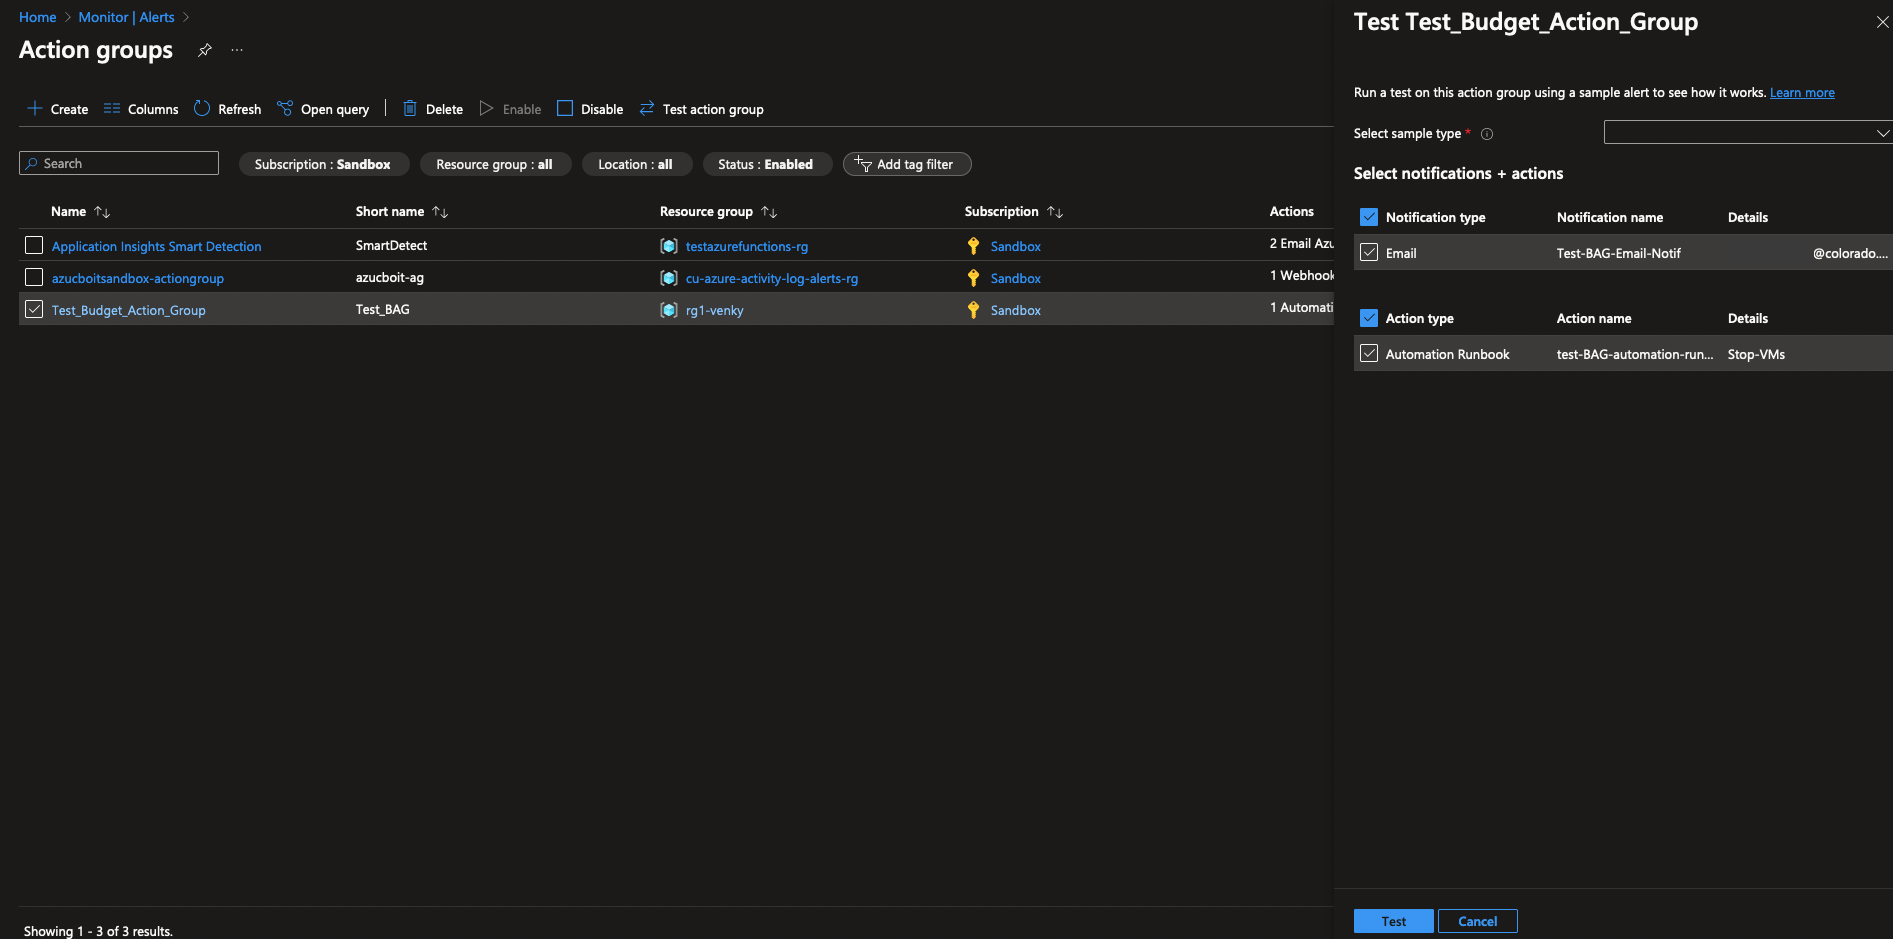 Home > Monitor | Alerts >
Action groups ...
Create Columns Refresh Open query | Delete Enable Disable Test action group
Search Subscription : Sandbox Resource group : all Location : all Status : Enabled Add tag filter
Name ↑↓ Short name ↑↓ Resource group ↑↓ Subscription ↑↓ Actions
Application Insights Smart Detection SmartDetect testazurefunctions-rg Sandbox 2 Email Azu
azucboitsandbox-actiongroup azucboit-ag cu-azure-activity-log-alerts-rg Sandbox 1 Webhook
Test_Budget_Action_Group Test_BAG rg1-venky Sandbox 1 Automati
Showing 1 - 3 of 3 results.
Test Test_Budget_Action_Group
Run a test on this action group using a sample alert to see how it works. Learn more
Select sample type *
Select notifications + actions
Notification type Notification name Details
Email Test-BAG-Email-Notif @colorado....
Action type Action name Details
Automation Runbook test-BAG-automation-run... Stop-VMs
Test Cancel